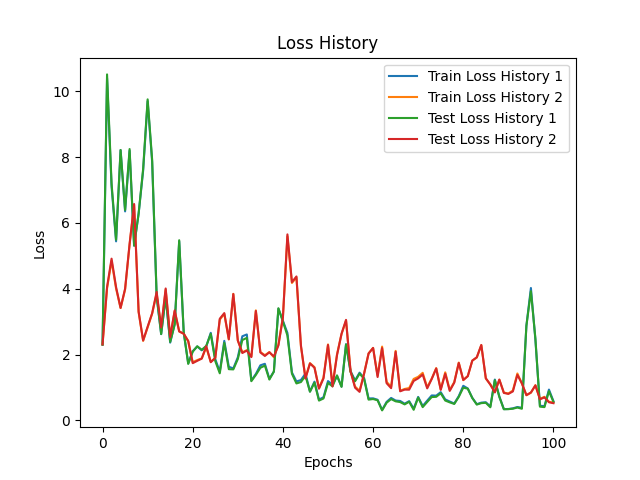 Loss History
Train Loss History 1
Train Loss History 2
Test Loss History 1
Test Loss History 2
Loss
10
8
6
4
2
0
0
20
40
60
80
100
Epochs